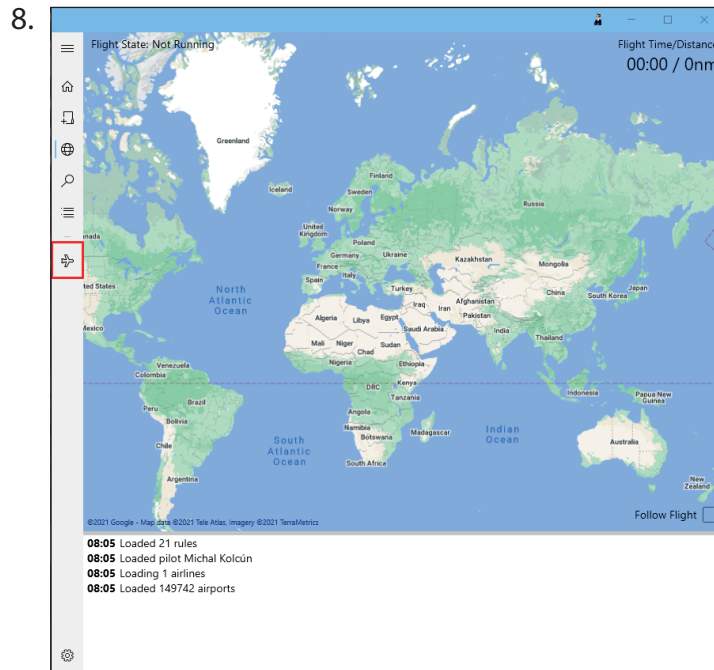 8.
Flight State: Not Running
Flight Time/Distance
00:00 / 0nm
Greenland
Iceland
Finland
Sweden
Norway
Russia
United
Kingdom
Poland
Germany
Ukraine
France
Kazakhstan
Mongolia
Spain
Italy
Turkey
nada
ted States
North
Atlantic
Ocean
China
South Korea
Japan
Iraq
Iran
Afghanistan
Pakistan
Algeria
Libya
Egypt
Saudi Arabia
India
Thailand
Mexico
Mali
Niger
Chad
Sudan
Nigeria
Ethiopia
Venezuela
Colombia
DRC
Kenya
Tanzania
Indonesia
Papua New
Guinea
Peru
Brazil
Bolivia
Angola
Namibia
Botswana
Madagascar
Indian
Ocean
South
Atlantic
Ocean
Chile
Argentina
South Africa
Australia
New
Zealand
Follow Flight
©2021 Google - Map data ©2021 Tele Atlas, Imagery ©2021 TerraMetrics
08:05 Loaded 21 rules
08:05 Loaded pilot Michal Kolcún
08:05 Loading 1 airlines
08:05 Loaded 149742 airports